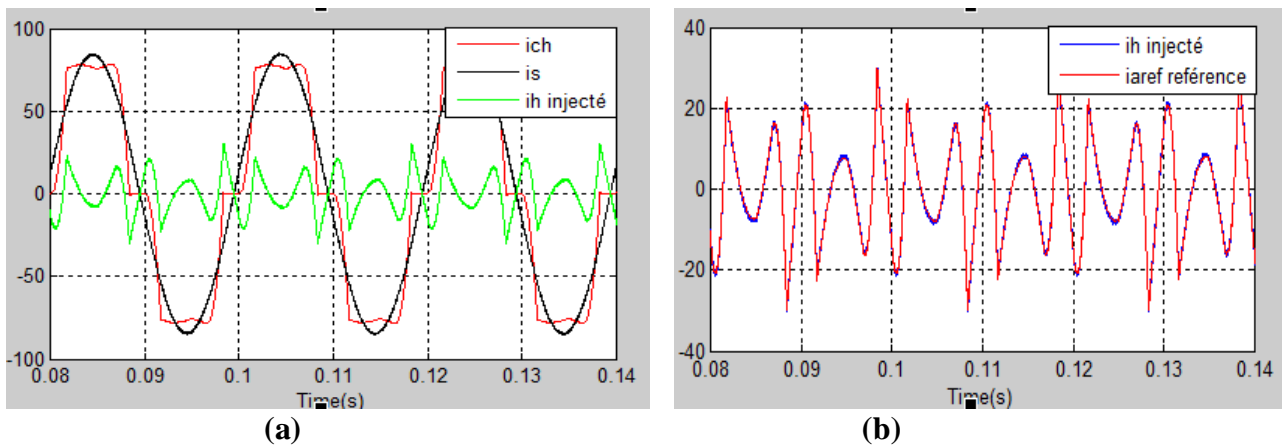 100
50
0
-50
-100
0.08 0.09 0.1 0.11 0.12 0.13 0.14
Time(s)
ich
is
ih injecté
(a)
40
20
0
-20
-40
0.08 0.09 0.1 0.11 0.12 0.13 0.14
Time(s)
ih injecté
iaref reférence
(b)